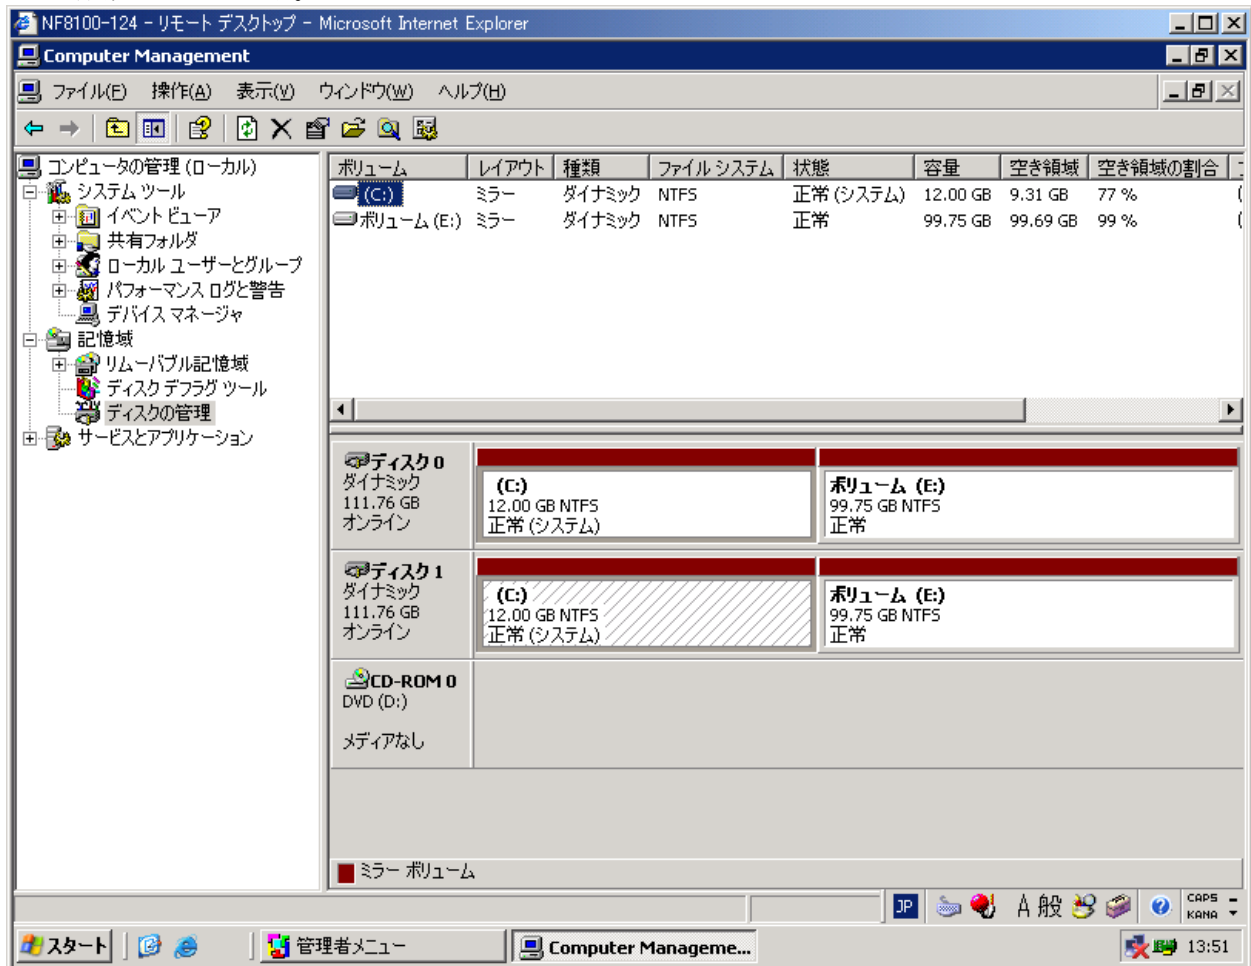 NF8100-124 - リモート デスクトップ - Microsoft Internet Explorer
Computer Management
ファイル(F) 操作(A) 表示(V) ウィンドウ(W) ヘルプ(H)
コンピュータの管理 (ローカル)
システム ツール
イベント ビューア
共有フォルダ
ローカル ユーザーとグループ
パフォーマンス ログと警告
デバイス マネージャ
記憶域
リムーバブル記憶域
ディスク デフラグ ツール
ディスクの管理
サービスとアプリケーション
ボリューム レイアウト 種類 ファイル システム 状態 容量 空き領域 空き領域の割合
(C:) ミラー ダイナミック NTFS 正常 (システム) 12.00 GB 9.31 GB 77 %
ボリューム (E:) ミラー ダイナミック NTFS 正常 99.75 GB 99.69 GB 99 %
ディスク 0
ダイナミック
111.76 GB
オンライン
(C:)
12.00 GB NTFS
正常 (システム)
ボリューム (E:)
99.75 GB NTFS
正常
ディスク 1
ダイナミック
111.76 GB
オンライン
(C:)
12.00 GB NTFS
正常 (システム)
ボリューム (E:)
99.75 GB NTFS
正常
CD-ROM 0
DVD (D:)
メディアなし
ミラー ボリューム
JP A 般 CAPS
KANA
スタート 管理者メニュー Computer Manageme... 13:51